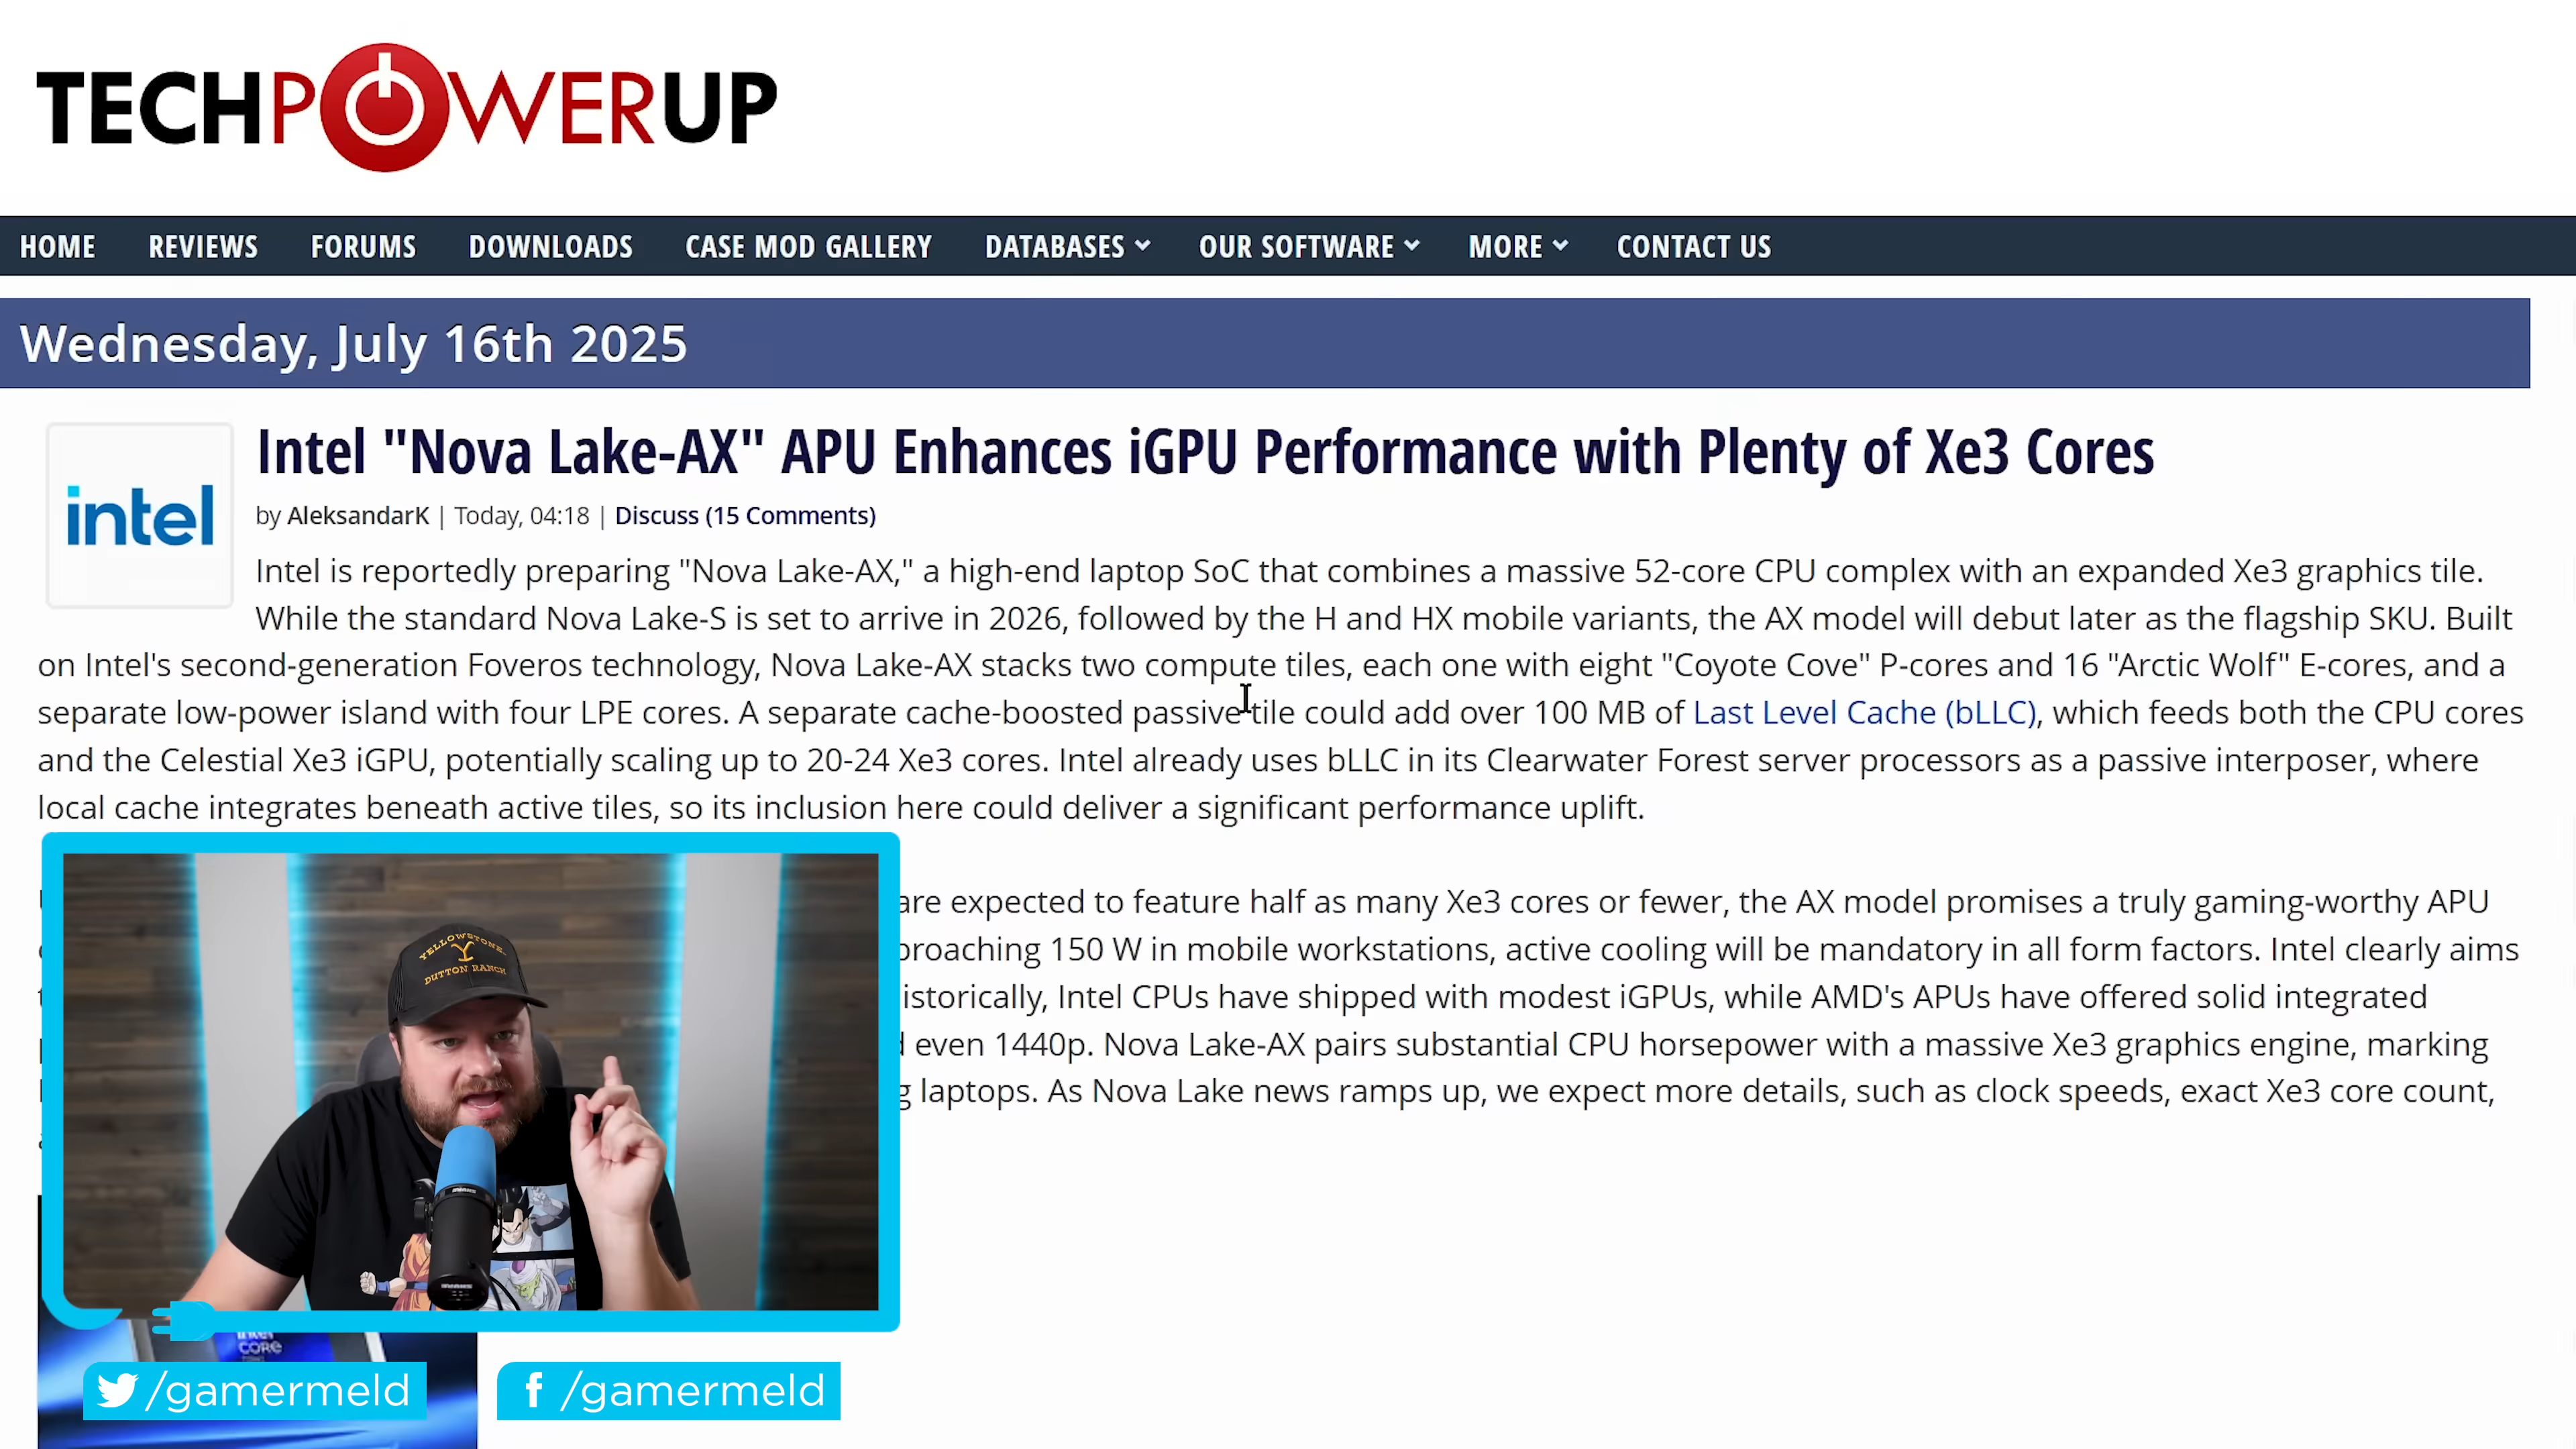 TECHPOWERUP
HOME REVIEWS FORUMS DOWNLOADS CASE MOD GALLERY DATABASES OUR SOFTWARE MORE CONTACT US
Wednesday, July 16th 2025
intel
Intel "Nova Lake-AX" APU Enhances iGPU Performance with Plenty of Xe3 Cores
by AleksandarK | Today, 04:18 | Discuss (15 Comments)
Intel is reportedly preparing "Nova Lake-AX," a high-end laptop SoC that combines a massive 52-core CPU complex with an expanded Xe3 graphics tile.
While the standard Nova Lake-S is set to arrive in 2026, followed by the H and HX mobile variants, the AX model will debut later as the flagship SKU. Built
on Intel's second-generation Foveros technology, Nova Lake-AX stacks two compute tiles, each one with eight "Coyote Cove" P-cores and 16 "Arctic Wolf" E-cores, and a
separate low-power island with four LPE cores. A separate cache-boosted passive tile could add over 100 MB of Last Level Cache (bLLC), which feeds both the CPU cores
and the Celestial Xe3 iGPU, potentially scaling up to 20-24 Xe3 cores. Intel already uses bLLC in its Clearwater Forest server processors as a passive interposer, where
local cache integrates beneath active tiles, so its inclusion here could deliver a significant performance uplift.
are expected to feature half as many Xe3 cores or fewer, the AX model promises a truly gaming-worthy APU
150 W in mobile workstations, active cooling will be mandatory in all form factors. Intel clearly aims
Intel CPUs have shipped with modest iGPUs, while AMD's APUs have offered solid integrated
even 1440p. Nova Lake-AX pairs substantial CPU horsepower with a massive Xe3 graphics engine, marking
laptops. As Nova Lake news ramps up, we expect more details, such as clock speeds, exact Xe3 core count,
YELLOWSTONE
Y
DUTTON RANCH
CORE
/gamermeld
/gamermeld